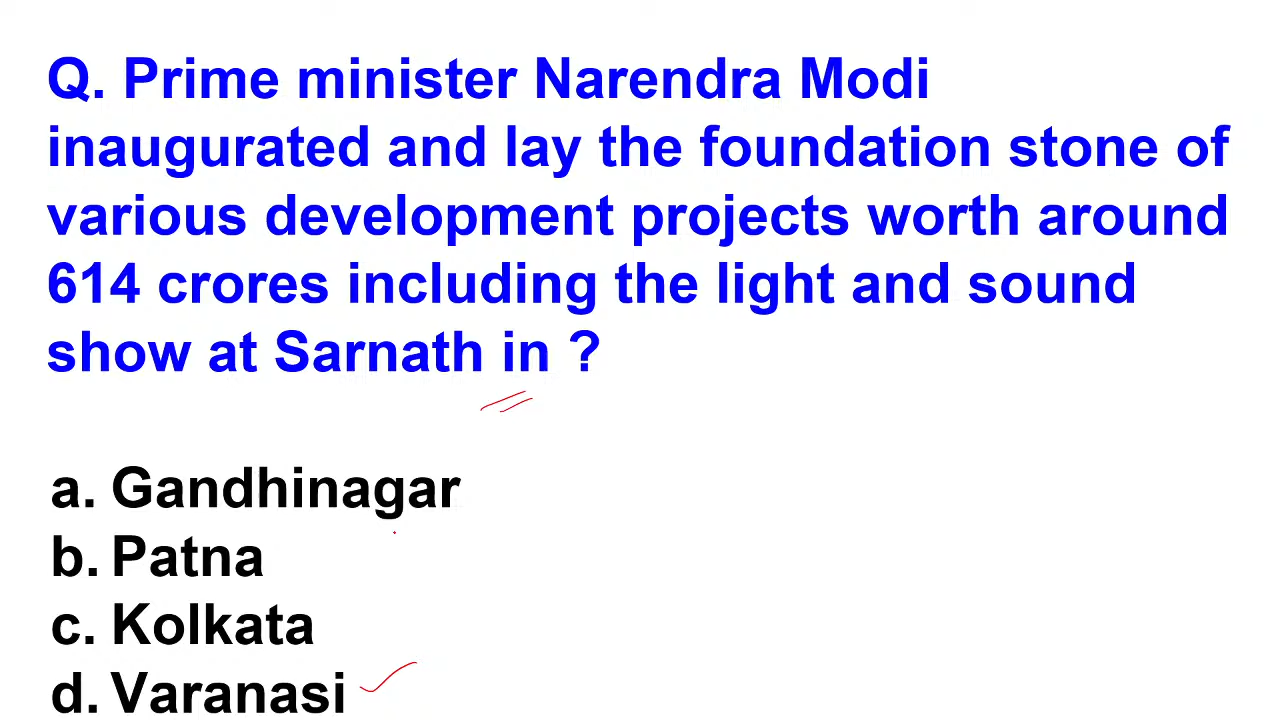 Q. Prime minister Narendra Modi
inaugurated and lay the foundation stone of
various development projects worth around
614 crores including the light and sound
show at Sarnath in ?
a. Gandhinagar
b. Patna
c. Kolkata
d. Varanasi